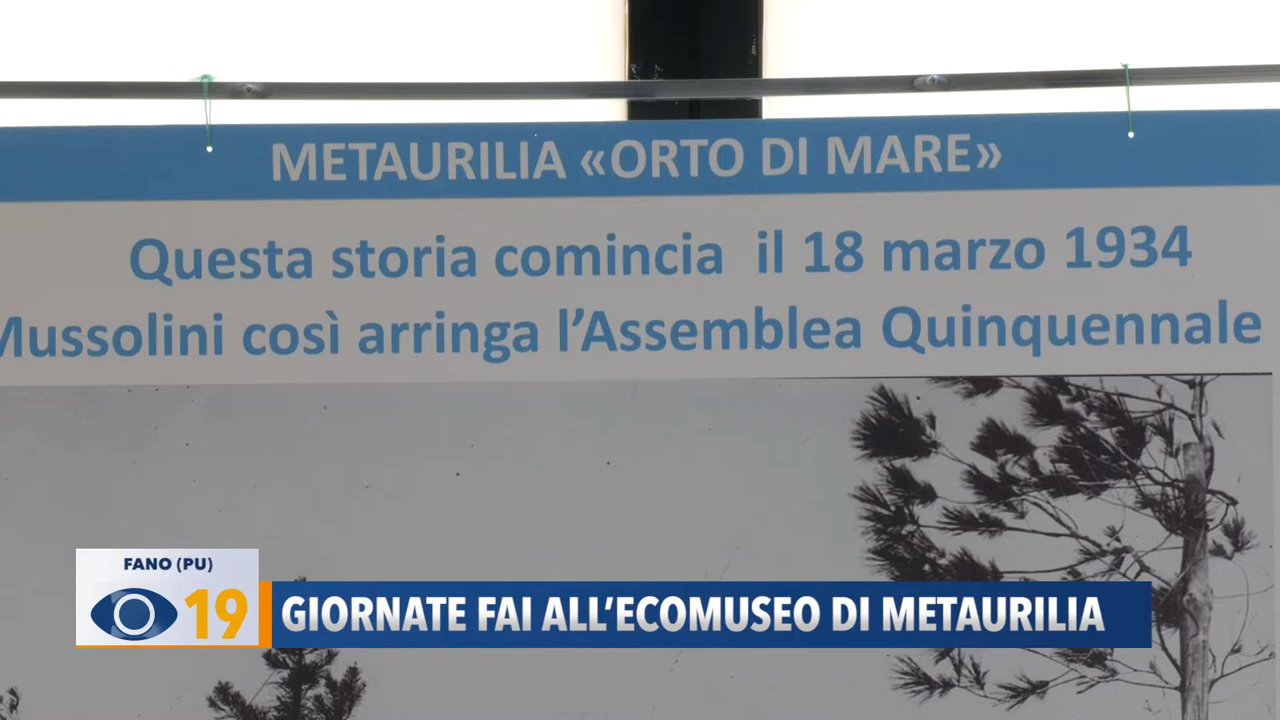 METAURILIA «ORTO DI MARE»
Questa storia comincia il 18 marzo 1934
Mussolini così arringa l'Assemblea Quinquennale
FANO (PU)
19
GIORNATE FAI ALL'ECOMUSEO DI METAURILIA